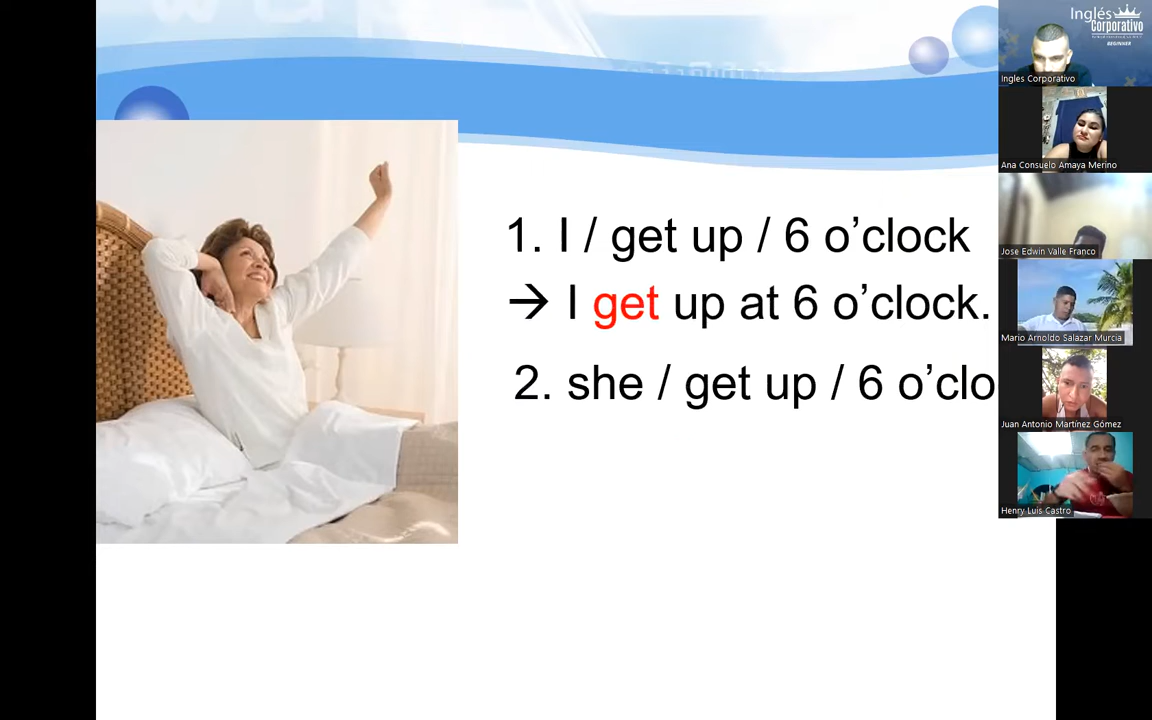 1. I / get up / 6 o’clock
→ I get up at 6 o’clock.
2. she / get up / 6 o’clo
Inglés
Corporativo
BEGINNER
Ingles Corporativo
Ana Consuelo Amaya Merino
Jose Edwin Valle Franco
Mario Arnoldo Salazar Murcia
Juan Antonio Martínez Gómez
Henry Luis Castro